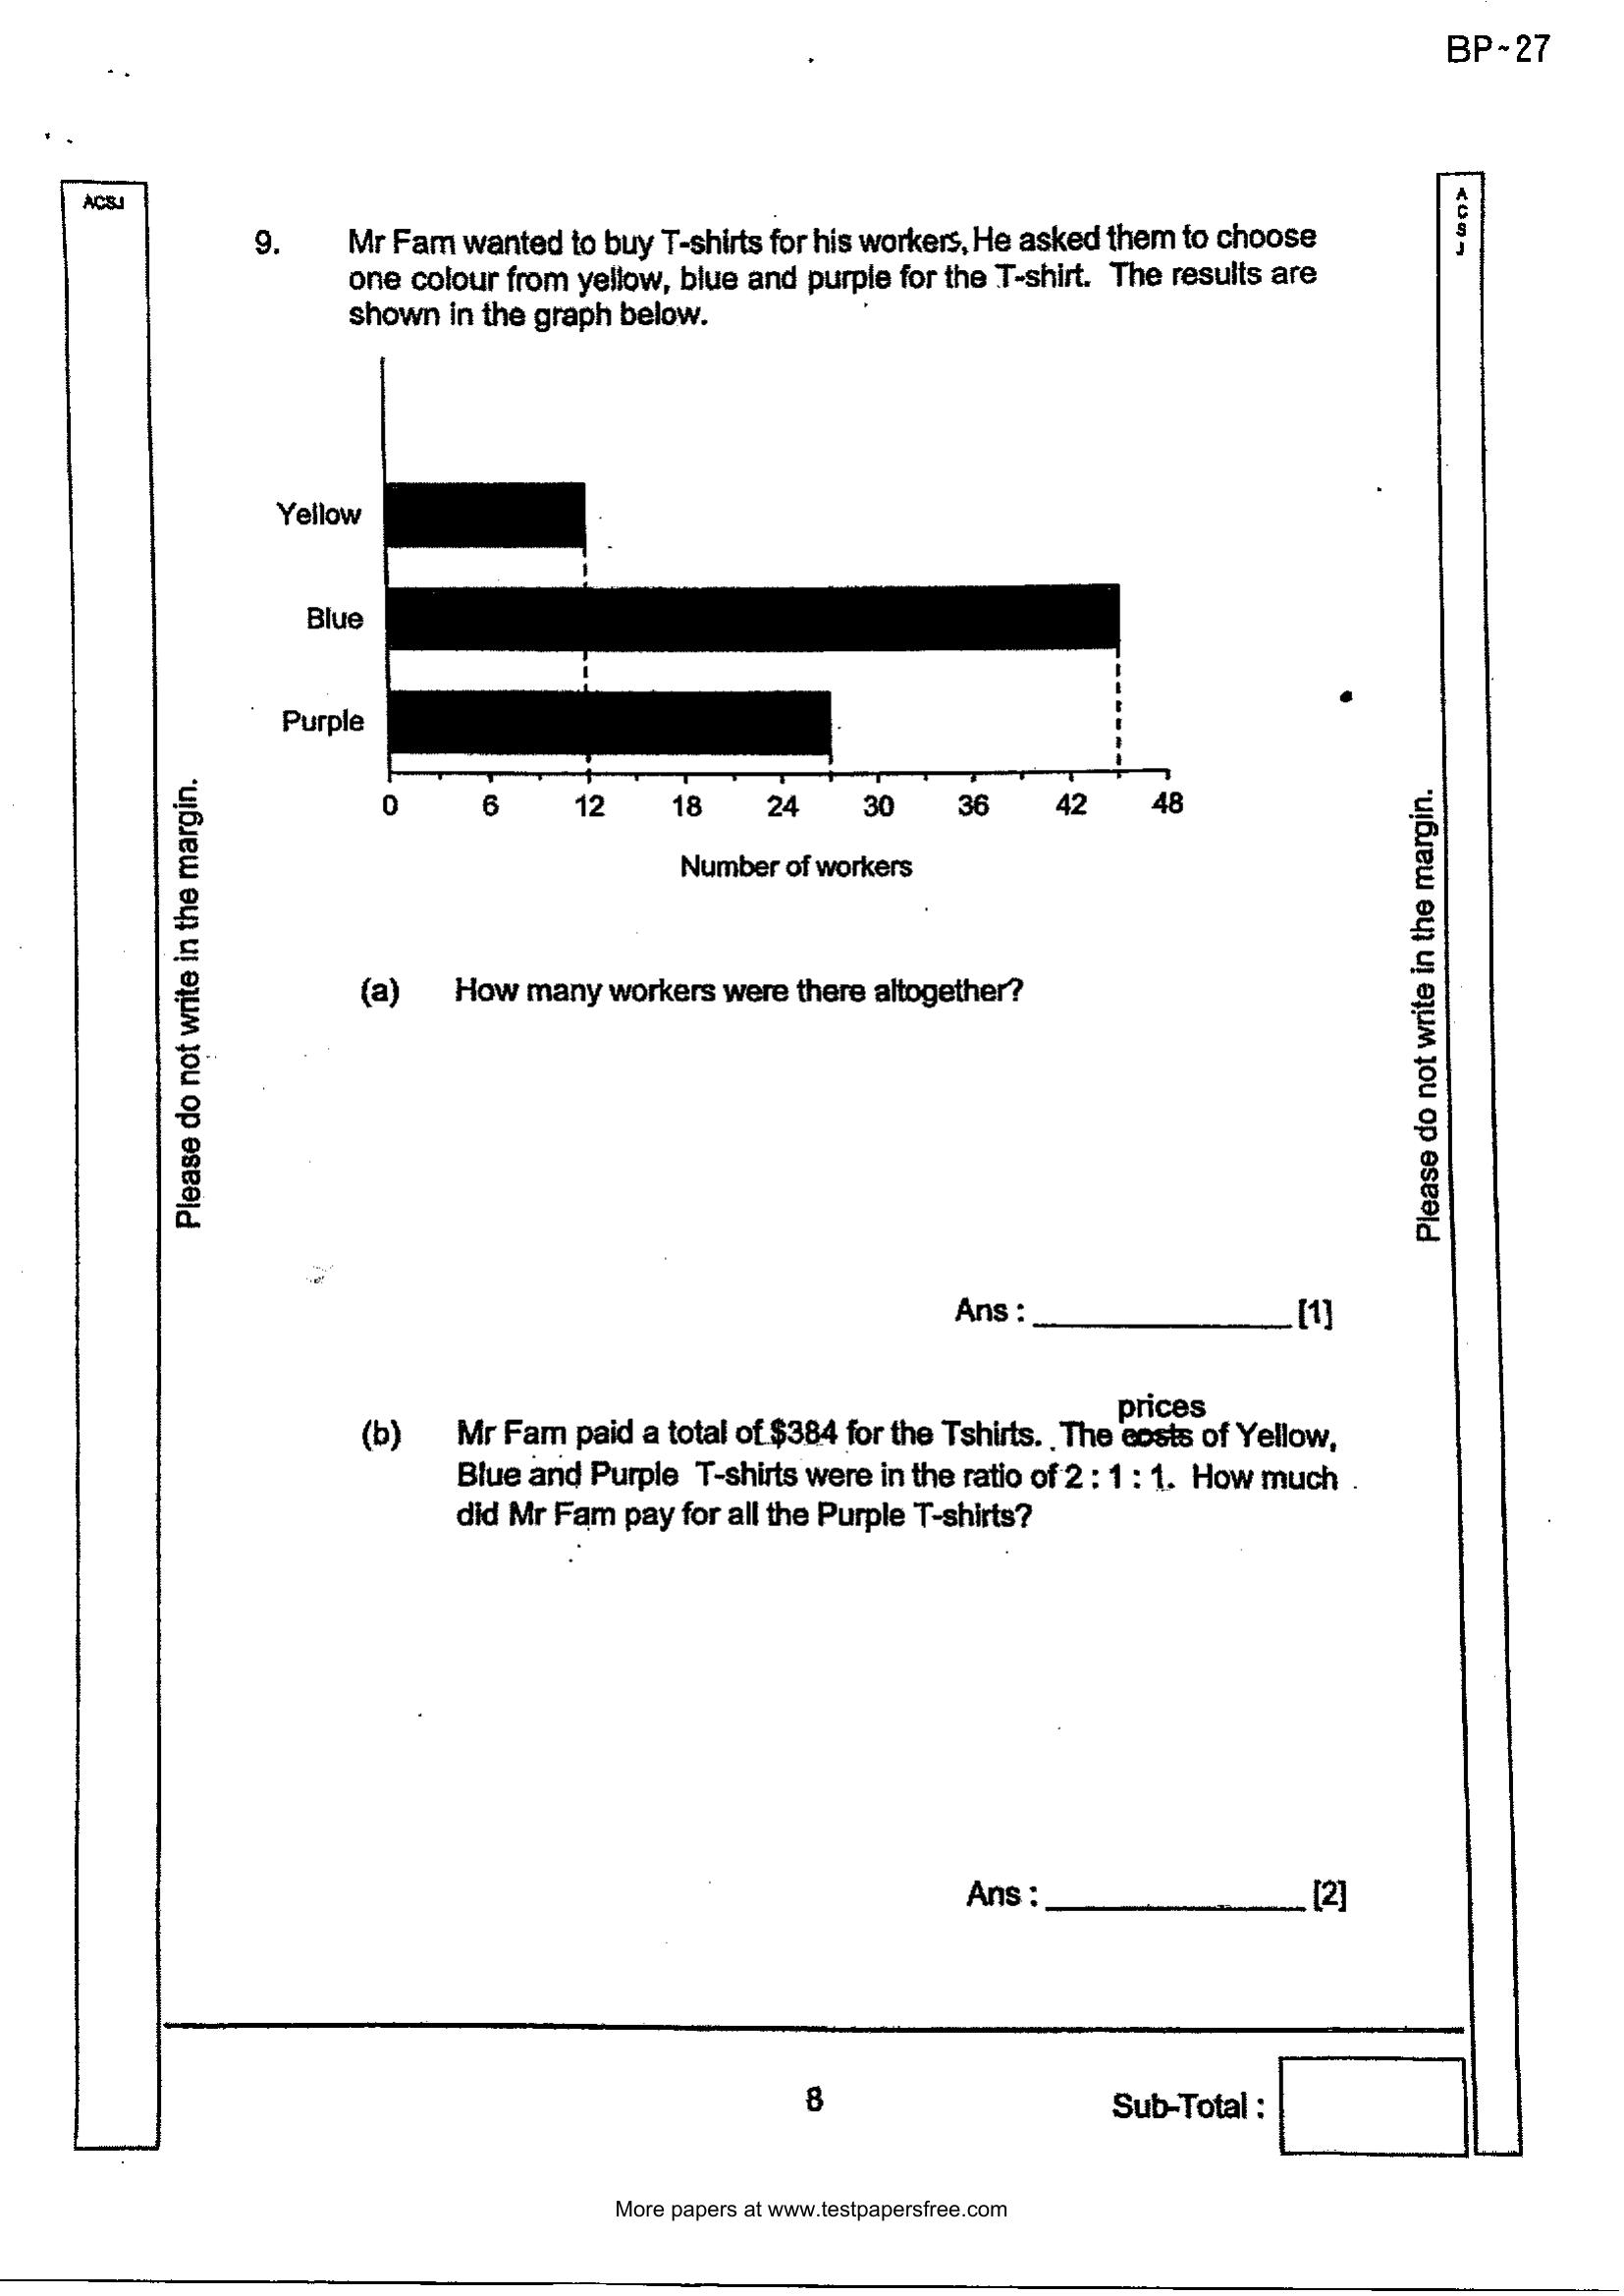 BP-27
ACSJ
A
C
S
J
9. Mr Fam wanted to buy T-shirts for his workers, He asked them to choose
one colour from yellow, blue and purple for the T-shirt. The results are
shown in the graph below.
Yellow
Blue
Purple
0 6 12 18 24 30 36 42 48
Number of workers
Please do not write in the margin.
Please do not write in the margin.
(a) How many workers were there altogether?
Ans : [1]
prices
(b) Mr Fam paid a total of $384 for the Tshirts. The costs of Yellow,
Blue and Purple T-shirts were in the ratio of 2 : 1 : 1. How much
did Mr Fam pay for all the Purple T-shirts?
Ans : [2]
8
Sub-Total :
More papers at www.testpapersfree.com